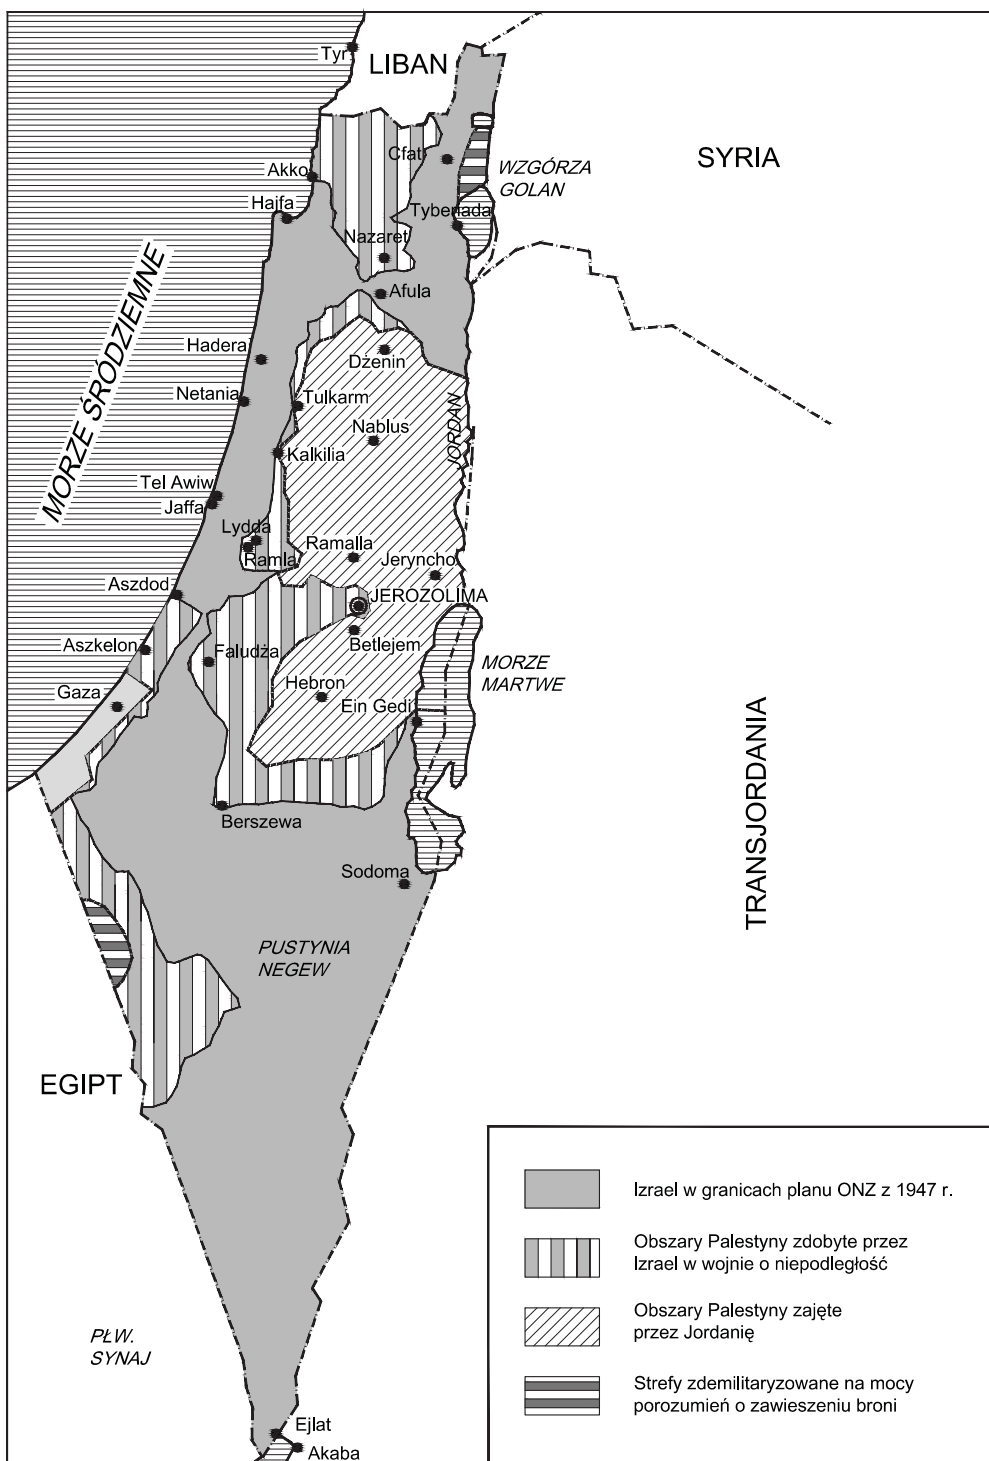 Tyr
LIBAN
SYRIA
Cfat
WZGÓRZA
GOLAN
Akko
Hajfa
Tyberiada
Nazaret
Afula
MORZE ŚRÓDZIEMNE
Hadera
Dżenin
Netania
Tulkarm
JORDAN
Nablus
Kalkilia
Tel Awiw
Jaffa
Lydda
Ramla
Ramalla
Jeryncho
Aszdod
JEROZOLIMA
Aszkelon
Faludża
Betlejem
MORZE
MARTWE
Gaza
Hebron
Ein Gedi
TRANSJORDANIA
Berszewa
Sodoma
PUSTYNIA
NEGEW
EGIPT
PŁW.
SYNAJ
Ejlat
Akaba
Izrael w granicach planu ONZ z 1947 r.
Obszary Palestyny zdobyte przez
Izrael w wojnie o niepodległość
Obszary Palestyny zajęte
przez Jordanię
Strefy zdemilitaryzowane na mocy
porozumień o zawieszeniu broni